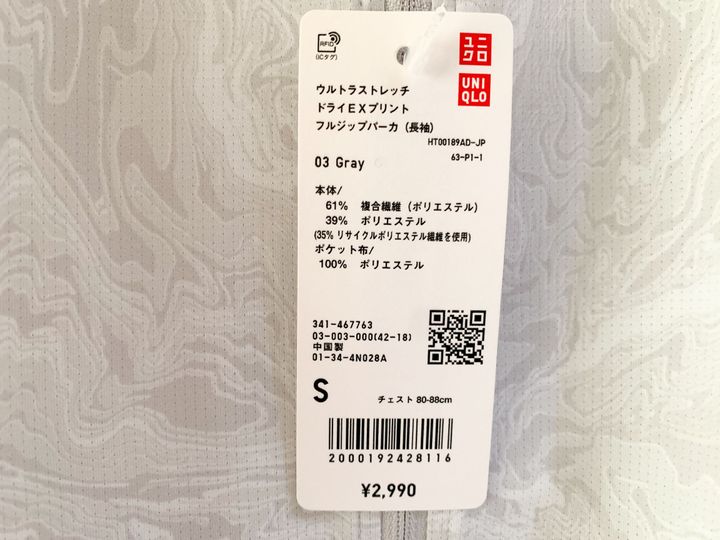 RFID
(ICタグ)
ユニ
クロ
UNI
QLO
ウルトラストレッチ
ドライEXプリント
フルジップパーカ（長袖）
HT00189AD-JP
63-P1-1
03 Gray
本体/
61% 複合繊維（ポリエステル）
39% ポリエステル
(35% リサイクルポリエステル繊維を使用)
ポケット布/
100% ポリエステル
341-467763
03-003-000(42-18)
中国製
01-34-4N028A
S
チェスト 80-88cm
2000192428116
¥2,990